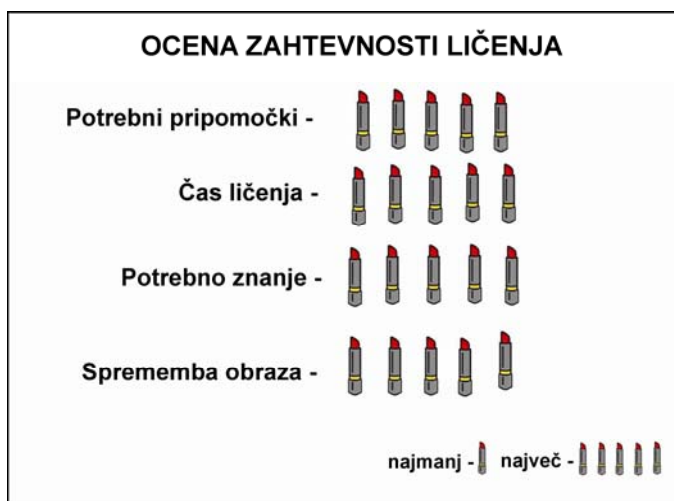 OCENA ZAHTEVNOSTI LIČENJA
Potrebni pripomočki -
Čas ličenja -
Potrebno znanje -
Sprememba obraza -
najmanj - največ -